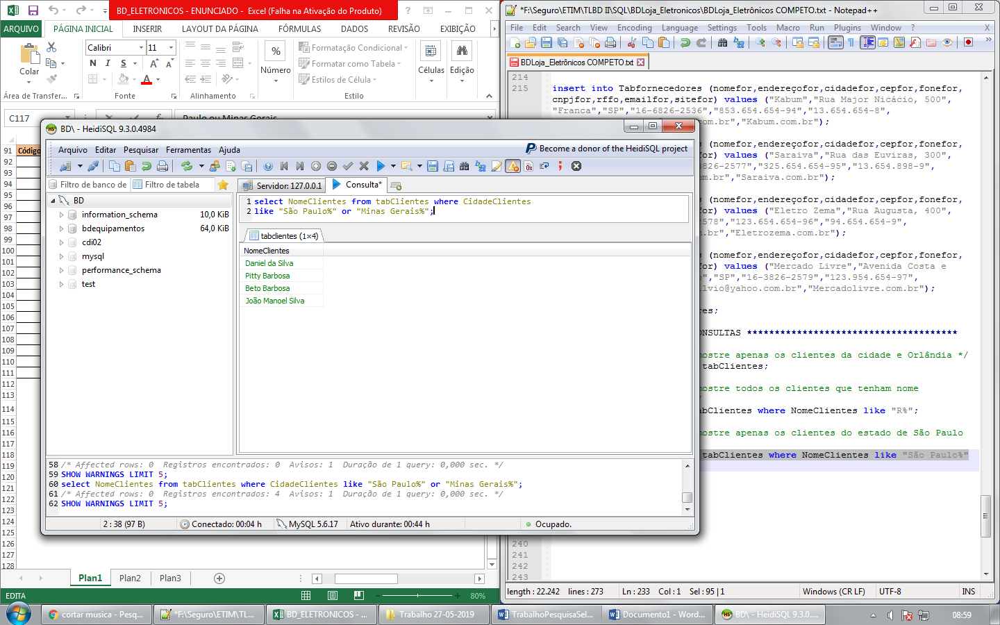 BD_ELETRONICOS - ENUNCIADO - Excel (Falha na Ativação do Produto)
ARQUIVO PÁGINA INICIAL INSERIR LAYOUT DA PÁGINA FÓRMULAS DADOS REVISÃO EXIBIÇÃO
Calibri 11
Colar
N I S
Número
Formatação Condicional
Formatar como Tabela
Estilos de Célula
Células Edição
Área de Transfer... Fonte Alinhamento Estilo
C117
Paulo ou Minas Gerais
91 Código
92
93
94
95
96
97
98
99
100
101
102
103
104
105
106
107
108
109
110
111
112
113
114
115
116
117
118
119
120
121
122
123
124
125
126
127
128
Plan1 Plan2 Plan3
EDITA 80%
BD\ - HeidiSQL 9.3.0.4984
Arquivo Editar Pesquisar Ferramentas Ajuda
Become a donor of the HeidiSQL project
Filtro de banco de Filtro de tabela
Servidor: 127.0.0.1 Consulta*
BD
information_schema 10,0 KiB
bdequipamentos 64,0 KiB
cdi02
mysql
performance_schema
test
1 select NomeClientes from tabClientes where CidadeClientes
2 like "São Paulo%" or "Minas Gerais%";
tabclientes (1×4)
NomeClientes
Daniel da Silva
Pitty Barbosa
Beto Barbosa
João Manoel Silva
58 /* Affected rows: 0 Registros encontrados: 0 Avisos: 1 Duração de 1 query: 0,000 sec. */
59 SHOW WARNINGS LIMIT 5;
60 select NomeClientes from tabClientes where CidadeClientes like "São Paulo%" or "Minas Gerais%";
61 /* Affected rows: 0 Registros encontrados: 4 Avisos: 1 Duração de 1 query: 0,000 sec. */
62 SHOW WARNINGS LIMIT 5;
2 : 38 (97 B) Conectado: 00:04 h MySQL 5.6.17 Ativo durante: 00:44 h Ocupado.
*F:\Seguro\ETIM\TLBD II\SQL\BDLoja_Eletronicos\BDLoja_Eletrônicos COMPETO.txt - Notepad++
File Edit Search View Encoding Language Settings Tools Macro Run Plugins Window ? X
BDLoja_Eletrônicos COMPETO.txt
214
215 insert into Tabfornecedores (nomefor,endereçofor,cidadefor,cepfor,fonefor,
cnpjfor,rffo,emailfor,sitefor) values ("Kabum","Rua Major Nicácio, 500",
"Franca","SP","16-6826-2536","853.654.654-94","13.654.654-8",
.com.br","Kabum.com.br");
(nomefor,endereçofor,cidadefor,cepfor,fonefor,
for) values ("Saraiva","Rua das Euviras, 300",
3826-2577","325.654.654-95","13.654.898-9",
com.br","Saraiva.com.br");
(nomefor,endereçofor,cidadefor,cepfor,fonefor,
for) values ("Eletro Zema","Rua Augusta, 400",
2578","123.654.654-96","94.654.654-9",
m.br","Eletrozema.com.br");
(nomefor,endereçofor,cidadefor,cepfor,fonefor,
for) values ("Mercado Livre","Avenida Costa e
","SP","16-3826-2579","123.954.654-97",
lvio@yahoo.com.br","Mercadolivre.com.br");
res;
ONSULTAS **************************************
mostre apenas os clientes da cidade e Orlândia */
tabClientes;
mostre todos os clientes que tenham nome
abClientes where NomeClientes like "R%";
mostre apenas os clientes do estado de São Paulo
tabClientes where NomeClientes like "São Paulo%"
240
241
242
243
length : 22.242 lines : 273 Ln : 233 Col : 1 Sel : 95 | 1 Windows (CR LF) UTF-8 INS
cortar musica - Pesq... *F:\Seguro\ETIM\TL... BD_ELETRONICOS - ... Trabalho 27-05-2019 TrabalhoPesquisaSel... Documento1 - Word... BD\ - HeidiSQL 9.3.0.... 08:59